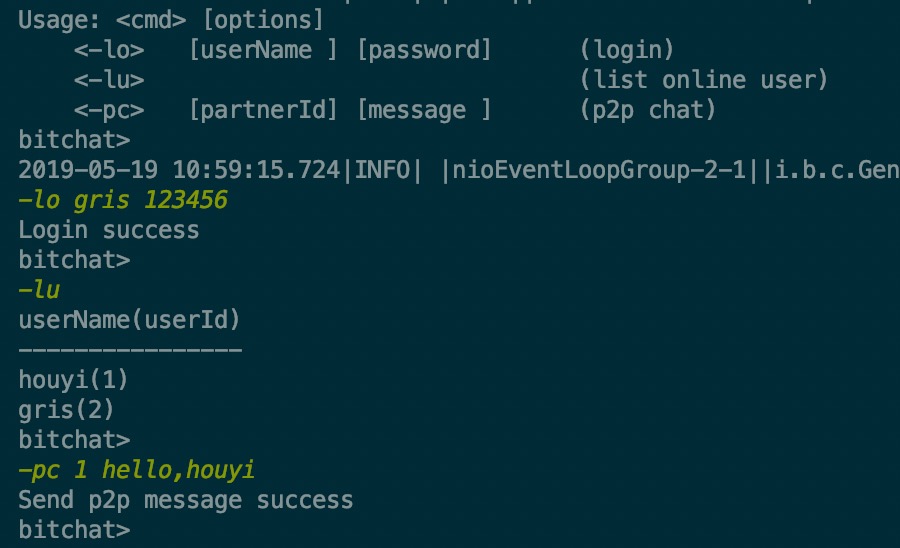 Usage: <cmd> [options]
    <-lo>   [userName ] [password]      (login)
    <-lu>                               (list online user)
    <-pc>   [partnerId] [message ]      (p2p chat)
bitchat>
2019-05-19 10:59:15.724|INFO| |nioEventLoopGroup-2-1||i.b.c.Gen
-lo gris 123456
Login success
bitchat>
-lu
userName(userId)
----------------
houyi(1)
gris(2)
bitchat>
-pc 1 hello,houyi
Send p2p message success
bitchat>